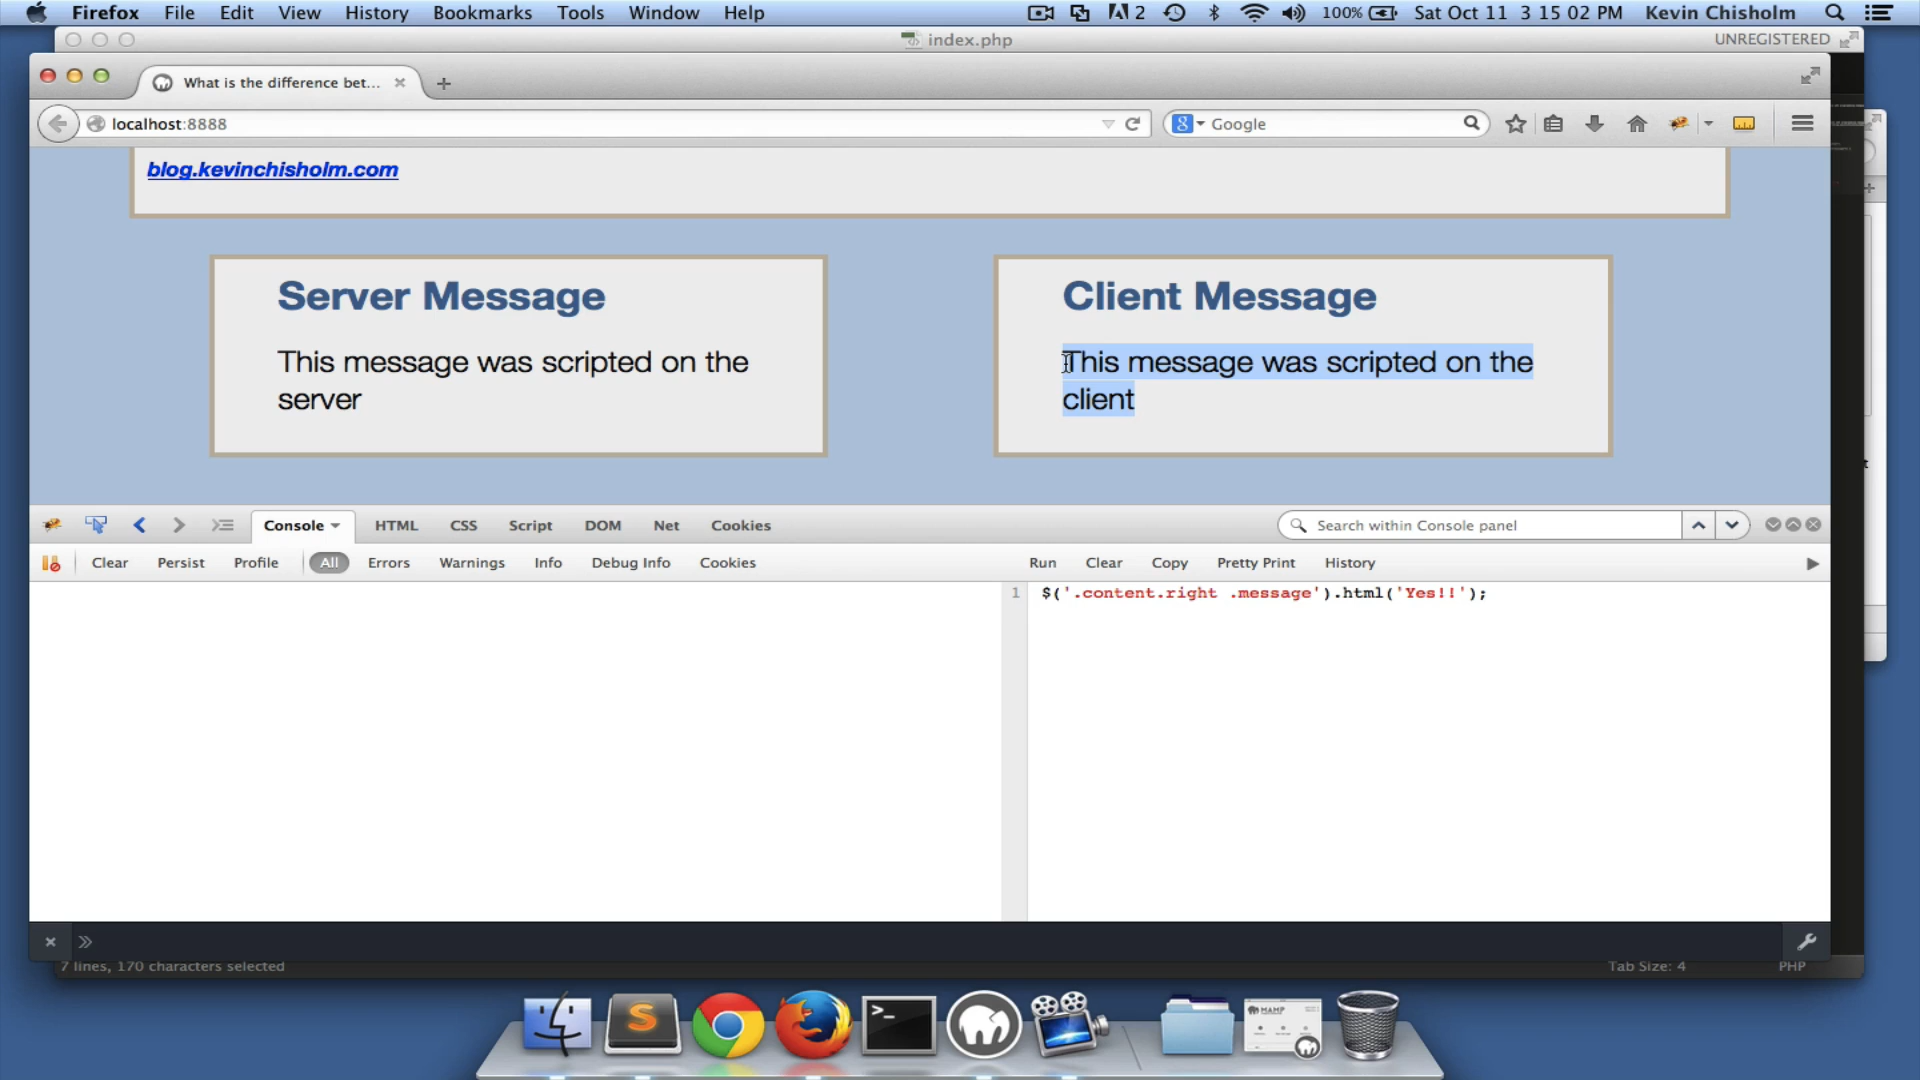 Firefox File Edit View History Bookmarks Tools Window Help 2 100% Sat Oct 11 3 15 02 PM Kevin Chisholm
index.php UNREGISTERED
What is the difference bet...
localhost:8888 Google
blog.kevinchisholm.com
Server Message
This message was scripted on the
server
Client Message
This message was scripted on the
client
Console HTML CSS Script DOM Net Cookies Search within Console panel
Clear Persist Profile All Errors Warnings Info Debug Info Cookies Run Clear Copy Pretty Print History
1 $('.content.right .message').html('Yes!!');
7 lines, 170 characters selected Tab Size: 4 PHP
MAMP